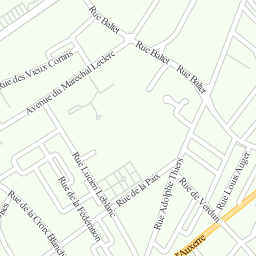 Rue Baltet
Rue Baltet
Rue Baltet
Rue des Vieux Cortins
Avenue du Maréchal Leclerc
Rue Lucien Leblanc
Rue de la Paix
Rue Adolphe Thiers
Rue Louis Auger
Rue de Verdun
Rue de la Fédération
Rue de la Croix Blanche
"Auxerre